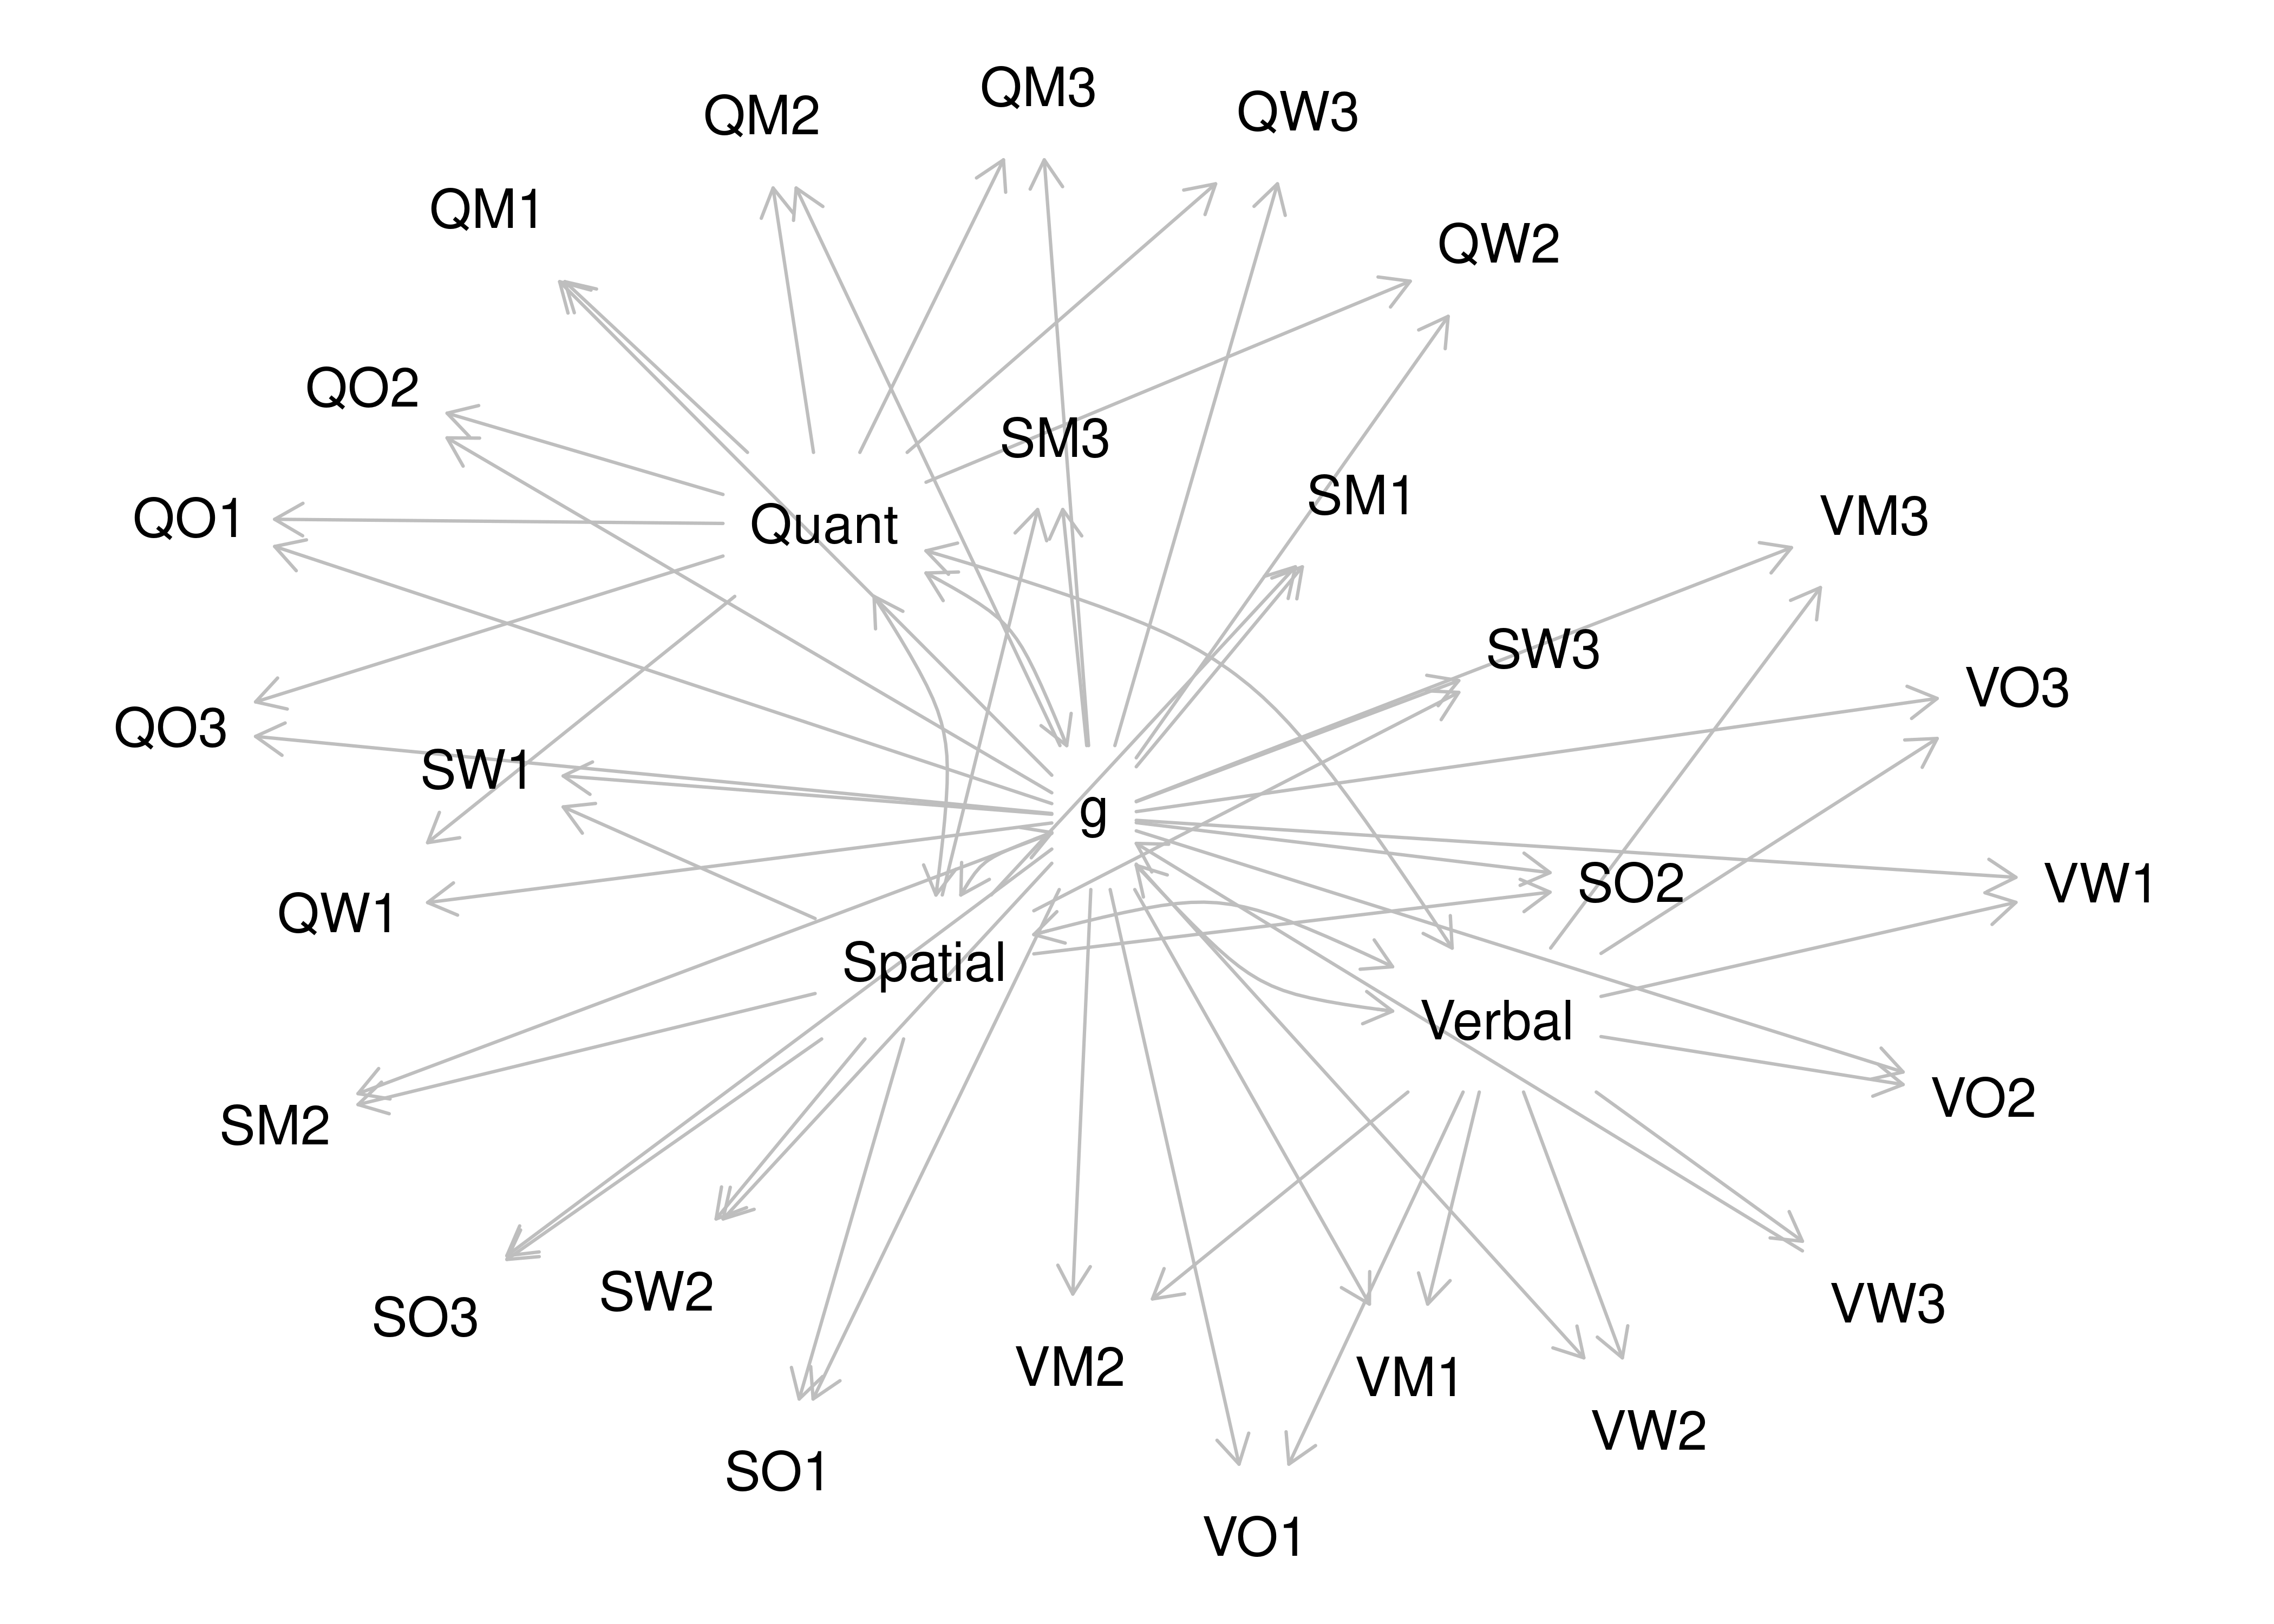 QM3
QW3
QM2
QM1
QW2
QO2
SM3
SM1
VM3
QO1
Quant
SW3
VO3
QO3
SW1
g
SO2
VW1
QW1
Spatial
Verbal
VO2
SM2
SW2
VW3
SO3
VM2
VM1
VW2
SO1
VO1